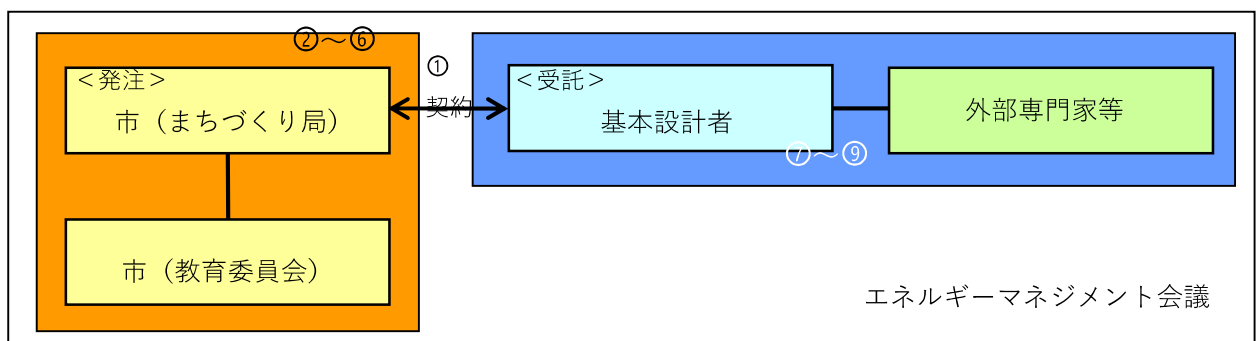 ②～⑥
＜発注＞
市（まちづくり局）
①
契約
＜受託＞
基本設計者
外部専門家等
⑦～⑨
市（教育委員会）
エネルギーマネジメント会議